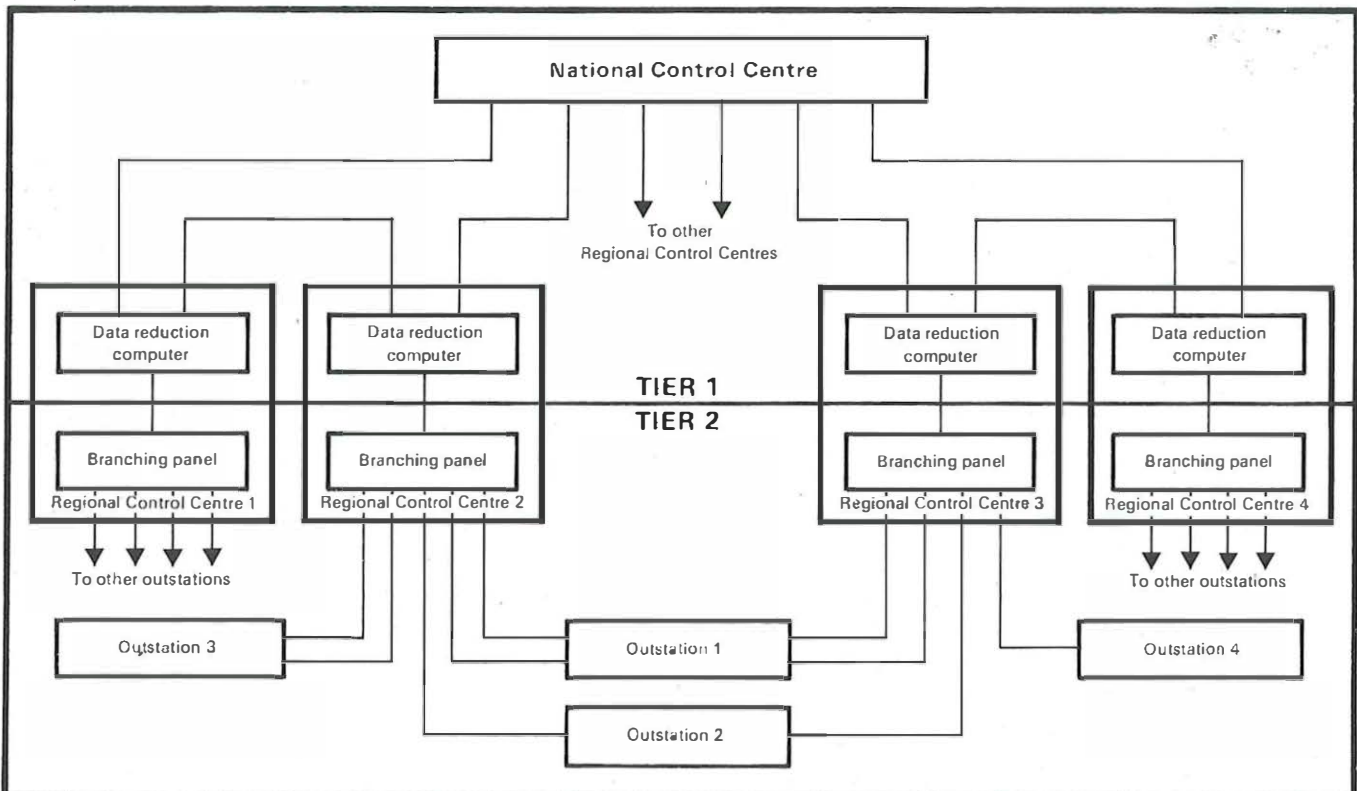 National Control Centre
To other
Regional Control Centres
Data reduction
computer
Data reduction
computer
Data reduction
computer
Data reduction
computer
TIER 1
TIER 2
Branching panel
Branching panel
Branching panel
Branching panel
Regional Control Centre 1
Regional Control Centre 2
Regional Control Centre 3
Regional Control Centre 4
To other outstations
To other outstations
Outstation 3
Outstation 1
Outstation 4
Outstation 2